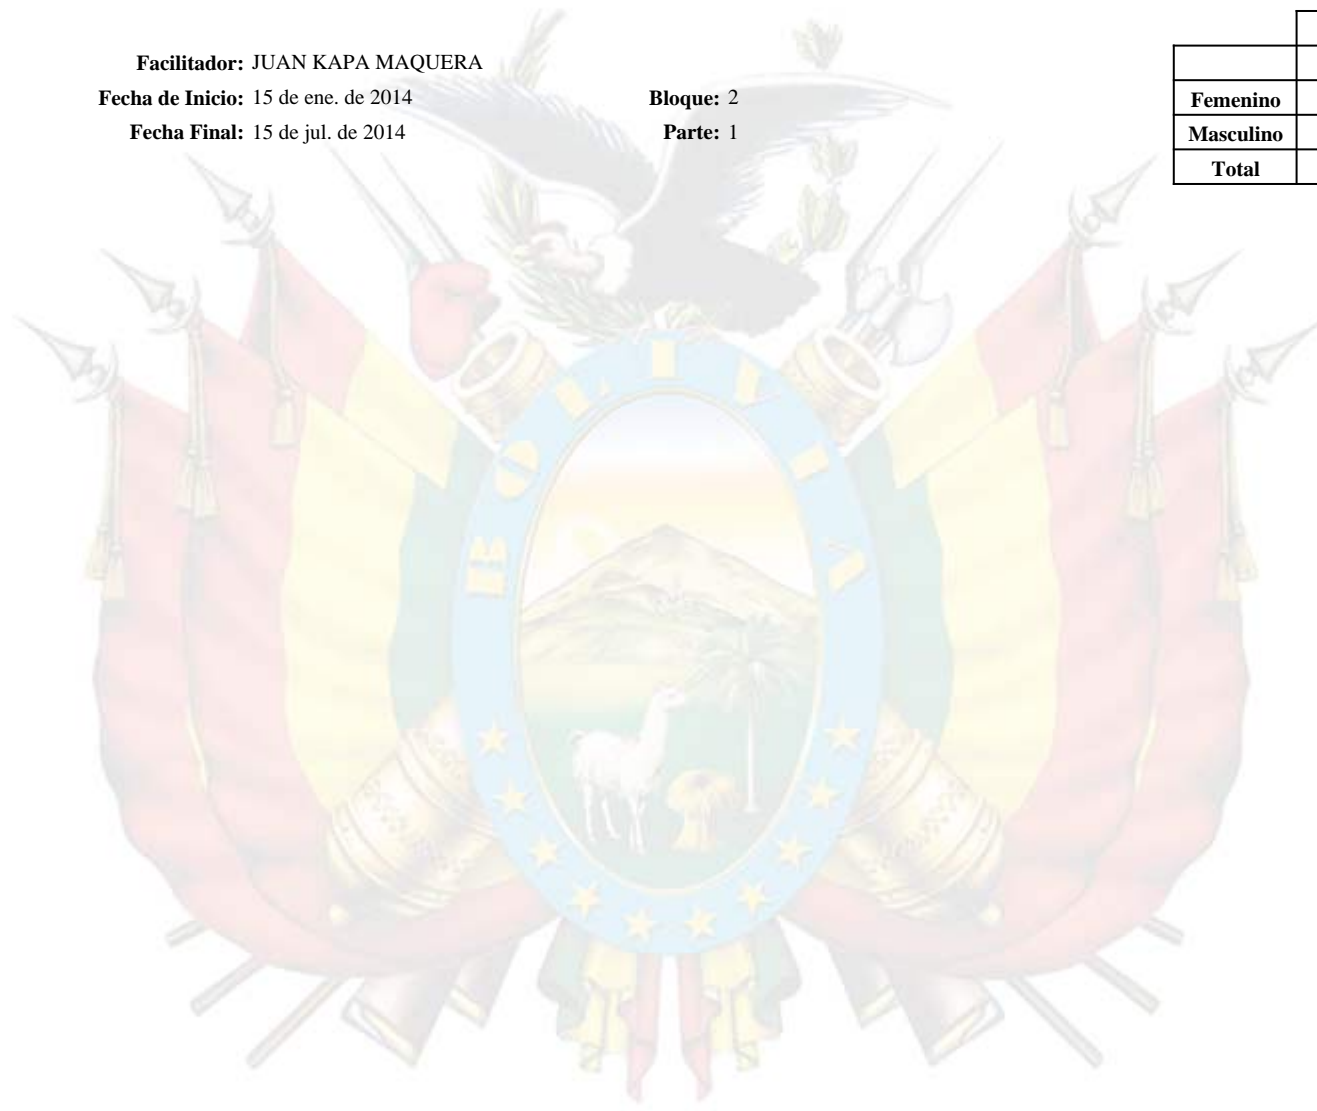 Facilitador: JUAN KAPA MAQUERA
Fecha de Inicio: 15 de ene. de 2014 Bloque: 2
Fecha Final: 15 de jul. de 2014 Parte: 1
Femenino
Masculino
Total
BOLIVIA